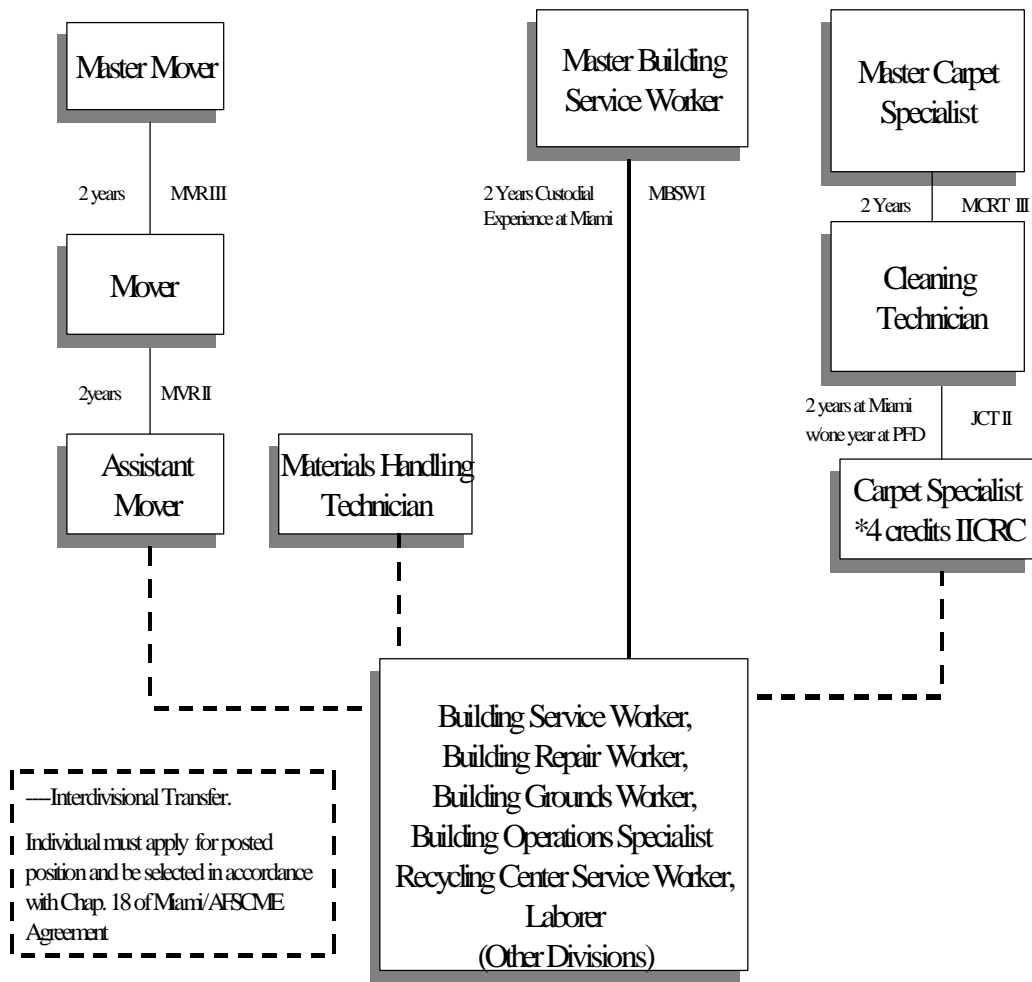 Master Mover
Master Building
Service Worker
Master Carpet
Specialist
2 years
MVR III
2 Years Custodial
Experience at Miami
MBSWI
2 Years
MCRT III
Mover
Cleaning
Technician
2years
MVR II
2 years at Miami
w/one year at PFD
JCT II
Assistant
Mover
Materials Handling
Technician
Carpet Specialist
*4 credits IICRC
Building Service Worker,
Building Repair Worker,
Building Grounds Worker,
Building Operations Specialist
Recycling Center Service Worker,
Laborer
(Other Divisions)
----Interdivisional Transfer.
Individual must apply for posted
position and be selected in accordance
with Chap. 18 of Miami/AFSCME
Agreement